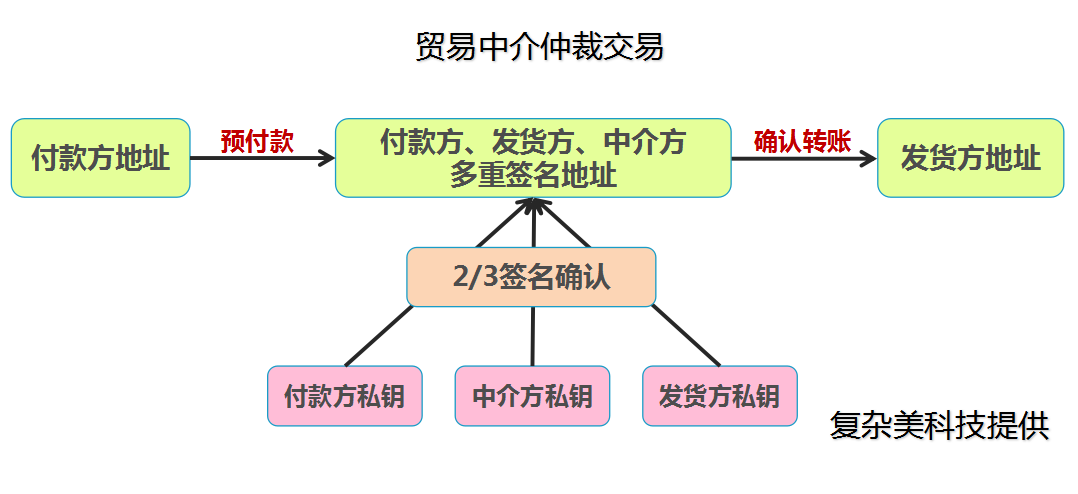 贸易中介仲裁交易
付款方地址
预付款
付款方、发货方、中介方
多重签名地址
确认转账
发货方地址
2/3签名确认
付款方私钥
中介方私钥
发货方私钥
复杂美科技提供